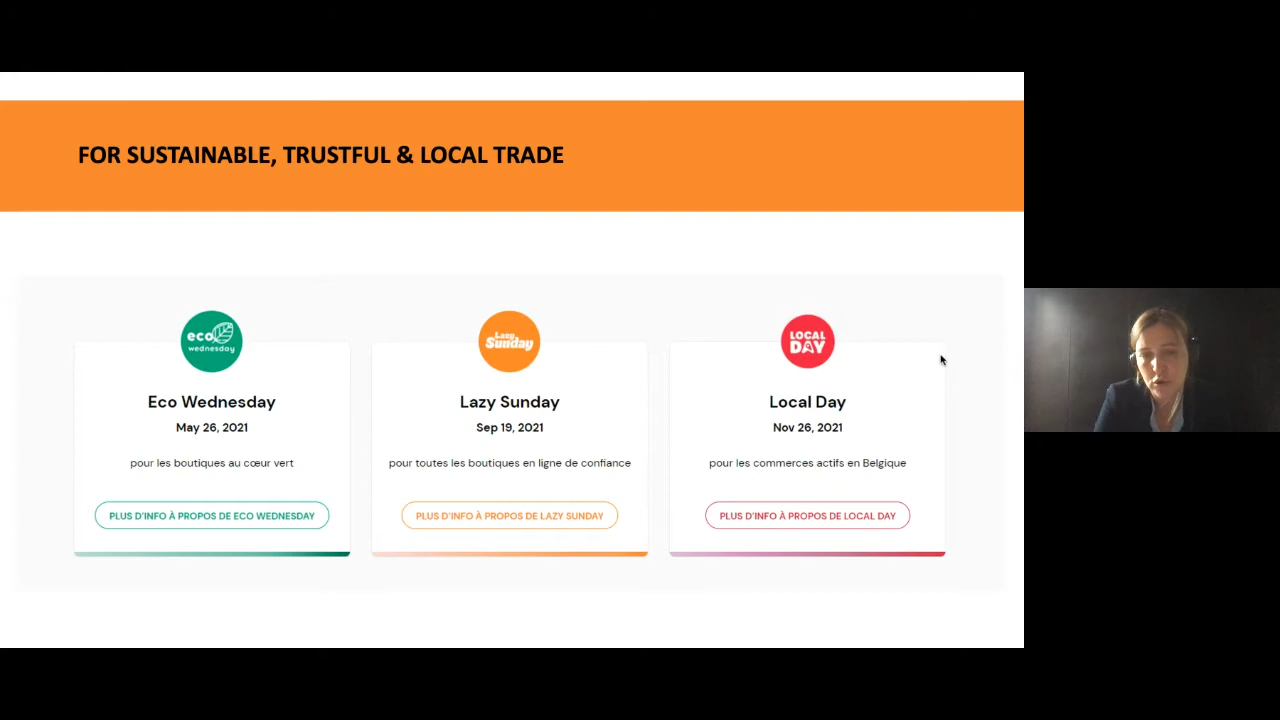 FOR SUSTAINABLE, TRUSTFUL & LOCAL TRADE
eco
wednesday
Lazy
Sunday
LOCAL
DAY
Eco Wednesday
May 26, 2021
pour les boutiques au cœur vert
PLUS D'INFO À PROPOS DE ECO WEDNESDAY
Lazy Sunday
Sep 19, 2021
pour toutes les boutiques en ligne de confiance
PLUS D'INFO À PROPOS DE LAZY SUNDAY
Local Day
Nov 26, 2021
pour les commerces actifs en Belgique
PLUS D'INFO À PROPOS DE LOCAL DAY